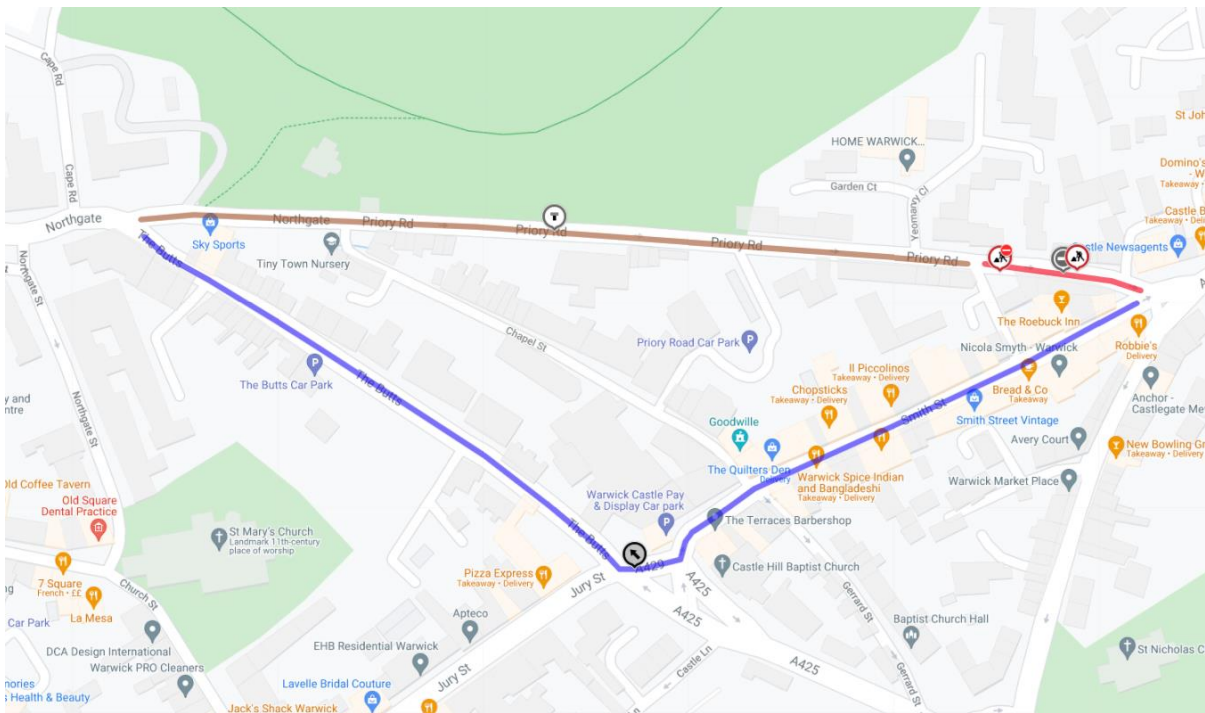 Cape Rd
Cape Rd
Northgate
Northgate St
Northgate St
The Butts
Sky Sports
Northgate
Tiny Town Nursery
Priory Rd
Priory Rd
Priory Rd
Priory Rd
HOME WARWICK...
Garden Ct
Yeomanry Cl
St Joh
Domino's
- W
Takeaway •
Castle B
Takeaway • Deli
Castle Newsagents
The Roebuck Inn
Robbie's
Delivery
Nicola Smyth - Warwick
Bread & Co
Takeaway
Anchor -
Castlegate Me
Smith Street Vintage
Smith St
Avery Court
New Bowling Gr
Takeaway • Delivery
Warwick Market Place
Priory Road Car Park
Il Piccolinos
Takeaway • Delivery
Chopsticks
Takeaway • Delivery
Chapel St
Goodwille
The Quilters Den
Delivery
Warwick Spice Indian
and Bangladeshi
Takeaway • Delivery
The Butts Car Park
The Butts
Warwick Castle Pay
& Display Car park
The Terraces Barbershop
The Butts
A429
A425
Castle Hill Baptist Church
Gerrard St
Gerrard St
Baptist Church Hall
St Nicholas C
A425
A425
Castle Ln
Jury St
Jury St
Pizza Express
Takeaway • Delivery
Apteco
EHB Residential Warwick
Lavelle Bridal Couture
Jack's Shack Warwick
St Mary's Church
Landmark 11th-century
place of worship
y and
ntre
Old Coffee Tavern
Old Square
Dental Practice
7 Square
French • ££
La Mesa
Church St
Car Park
DCA Design International
Warwick PRO Cleaners
nories
s Health & Beauty